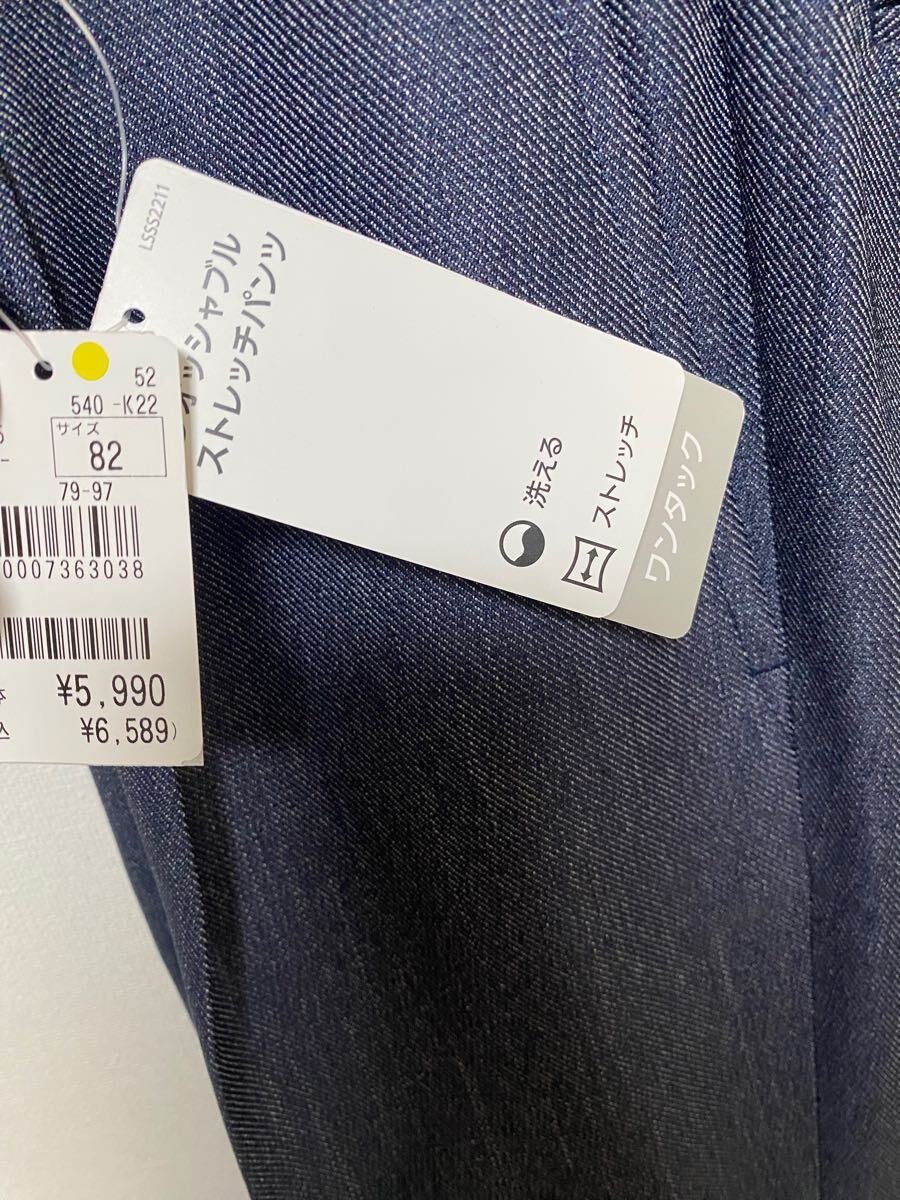 LSSS2211
ォッシャブル
ストレッチパンツ
洗える
ストレッチ
ワンタック
52
540 -K22
サイズ
82
79-97
0007363038
¥5,990
¥6,589)